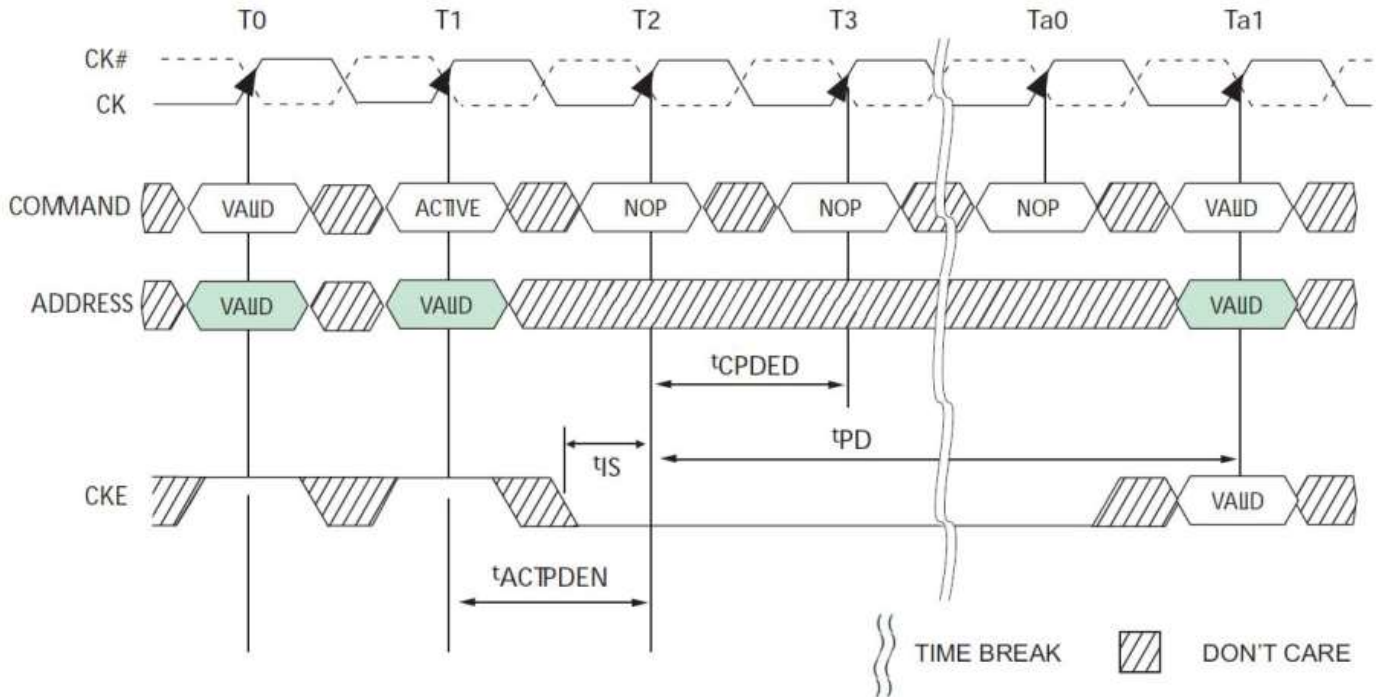 T0 T1 T2 T3 Ta0 Ta1
CK#
CK
COMMAND VALID ACTIVE NOP NOP NOP VALID
ADDRESS VALID VALID VALID
tCPDED
tIS tPD
CKE VALID
tACTPDEN
TIME BREAK DON'T CARE